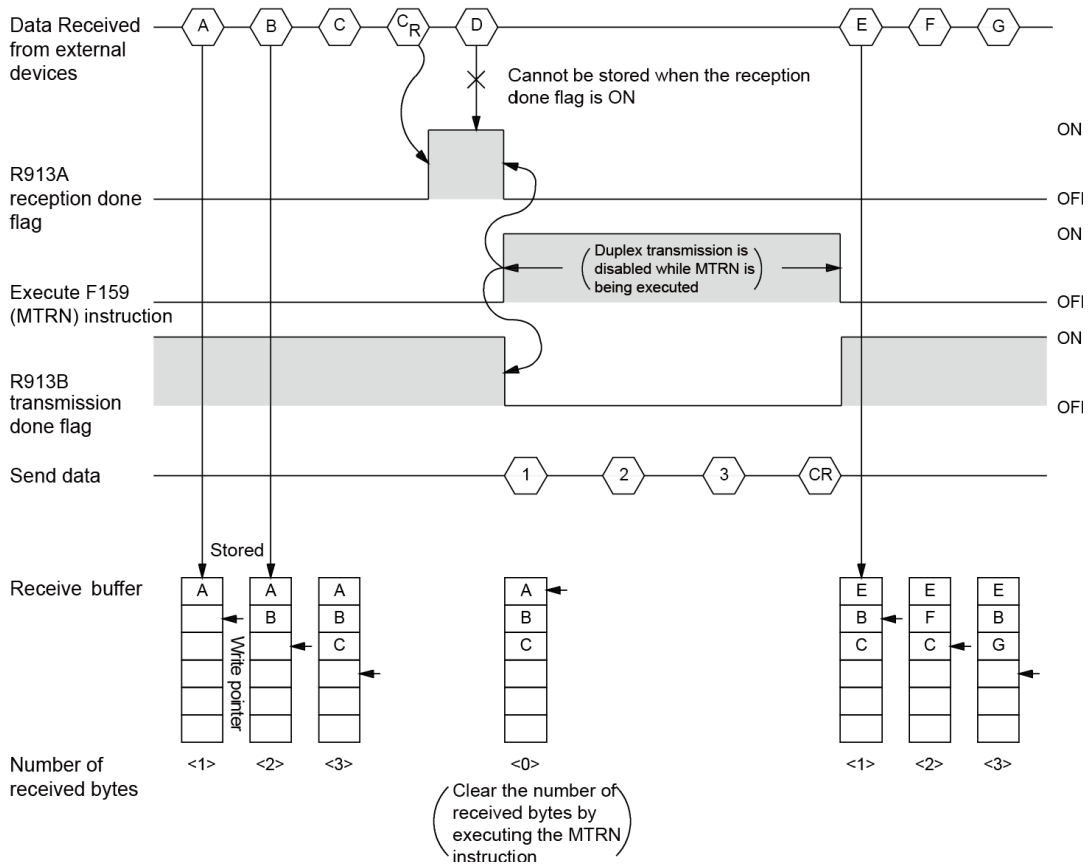 Data Received
from external
devices
A B C CR D E F G
Cannot be stored when the reception
done flag is ON
ON
R913A
reception done
flag
OFF
ON
Duplex transmission is
disabled while MTRN is
being executed
Execute F159
(MTRN) instruction
OFF
ON
R913B
transmission
done flag
OFF
Send data
1 2 3 CR
Stored
Receive buffer
A A A A E E E
B B B B F B
C C C C G
Write pointer
Number of
received bytes
<1> <2> <3> <0> <1> <2> <3>
Clear the number of
received bytes by
executing the MTRN
instruction